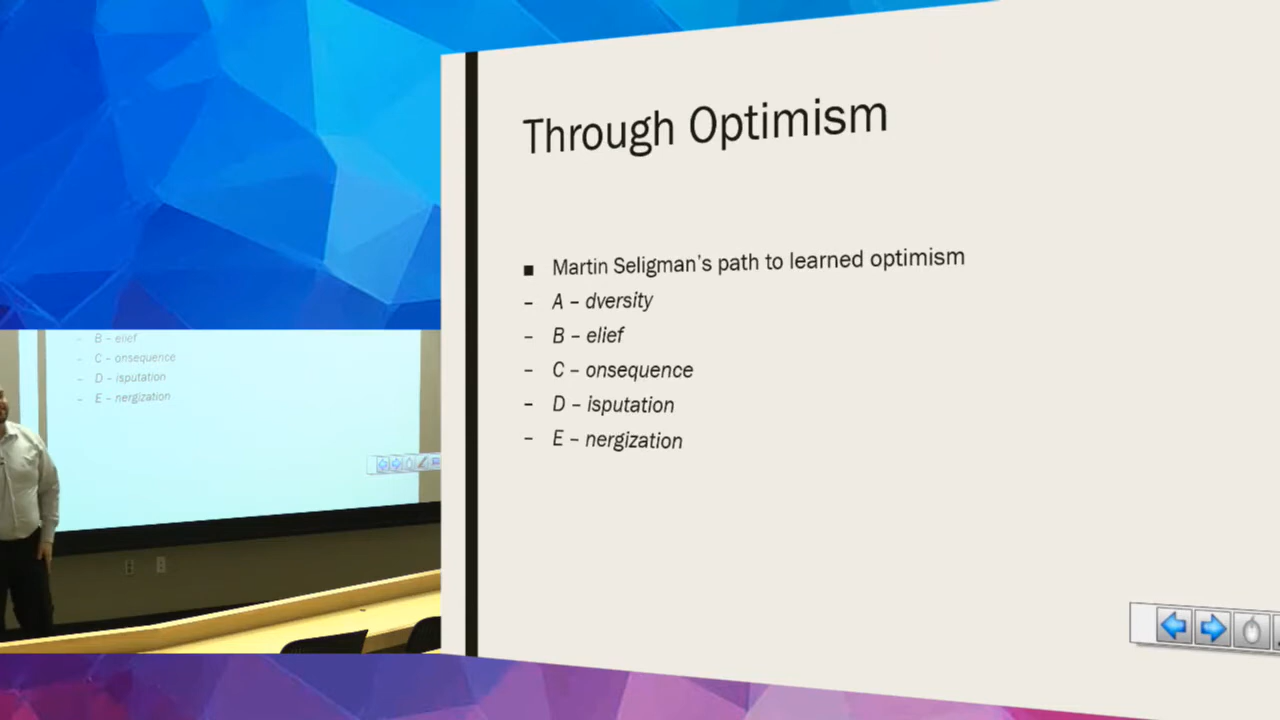 Through Optimism
▪ Martin Seligman's path to learned optimism
– A – dversity
– B – elief
– C – onsequence
– D – isputation
– E – nergization
- B – elief
- C – onsequence
- D – isputation
- E – nergization